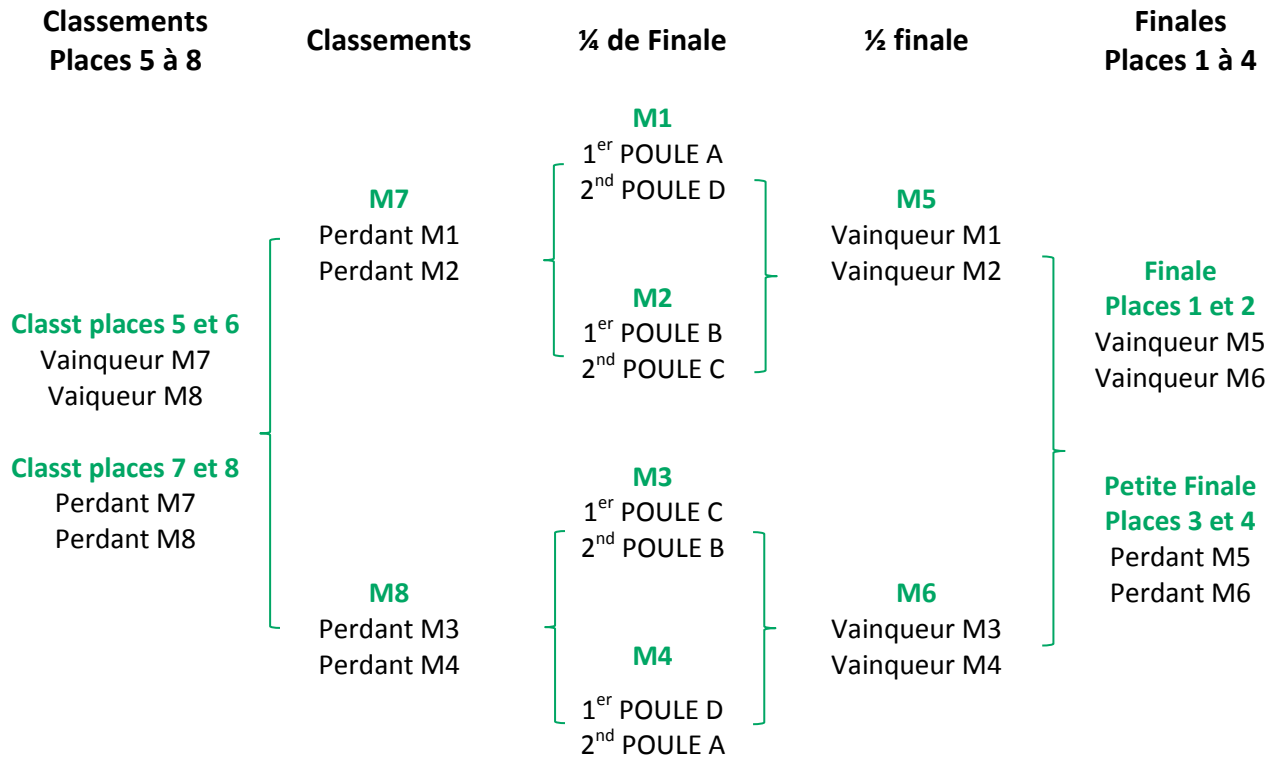 Classements
Places 5 à 8
Classements
¼ de Finale
½ finale
Finales
Places 1 à 4
Classt places 5 et 6
Vainqueur M7
Vaiqueur M8
Classt places 7 et 8
Perdant M7
Perdant M8
M7
Perdant M1
Perdant M2
M8
Perdant M3
Perdant M4
M1
1er POULE A
2nd POULE D
M2
1er POULE B
2nd POULE C
M3
1er POULE C
2nd POULE B
M4
1er POULE D
2nd POULE A
M5
Vainqueur M1
Vainqueur M2
M6
Vainqueur M3
Vainqueur M4
Finale
Places 1 et 2
Vainqueur M5
Vainqueur M6
Petite Finale
Places 3 et 4
Perdant M5
Perdant M6